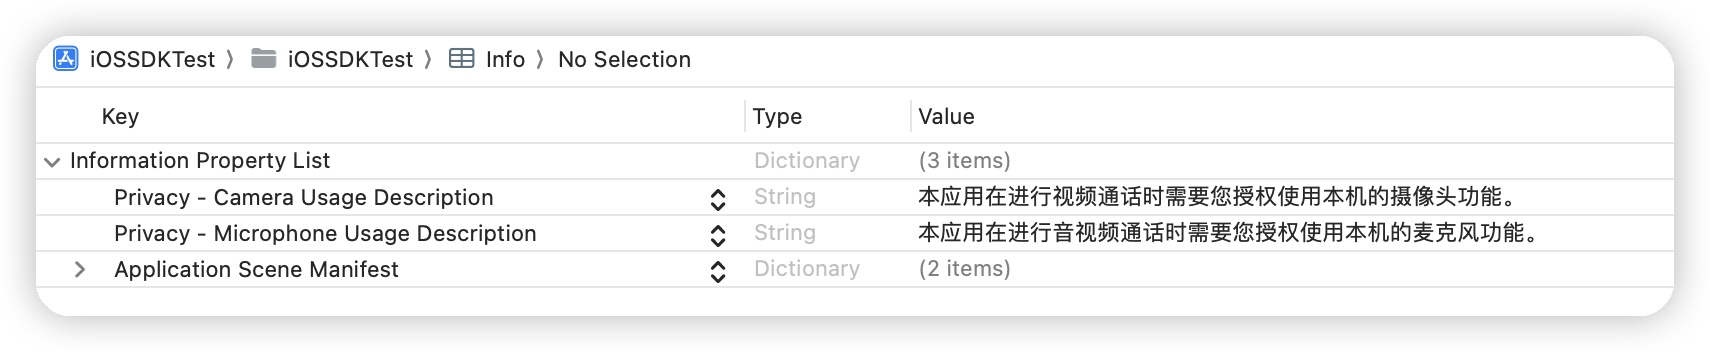 iOSSDKTest 〉 iOSSDKTest 〉 Info 〉 No Selection
Key Type Value
Information Property List Dictionary (3 items)
Privacy - Camera Usage Description String 本应用在进行视频通话时需要您授权使用本机的摄像头功能。
Privacy - Microphone Usage Description String 本应用在进行音视频通话时需要您授权使用本机的麦克风功能。
Application Scene Manifest Dictionary (2 items)